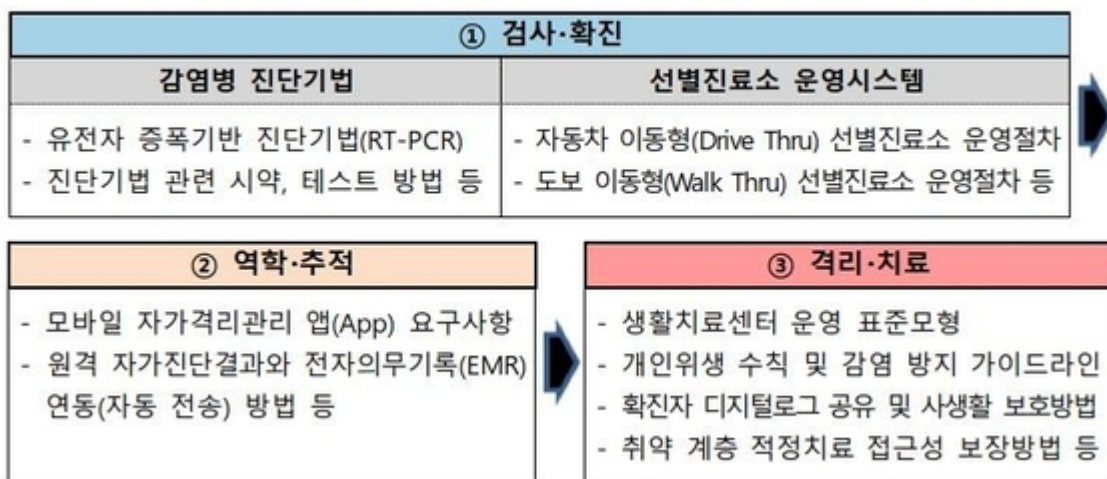 ① 검사·확진
감염병 진단기법
선별진료소 운영시스템
- 유전자 증폭기반 진단기법(RT-PCR)
- 진단기법 관련 시약, 테스트 방법 등
- 자동차 이동형(Drive Thru) 선별진료소 운영절차
- 도보 이동형(Walk Thru) 선별진료소 운영절차 등
② 역학·추적
- 모바일 자가격리관리 앱(App) 요구사항
- 원격 자가진단결과와 전자의무기록(EMR)
연동(자동 전송) 방법 등
③ 격리·치료
- 생활치료센터 운영 표준모형
- 개인위생 수칙 및 감염 방지 가이드라인
- 확진자 디지털로그 공유 및 사생활 보호방법
- 취약 계층 적정치료 접근성 보장방법 등